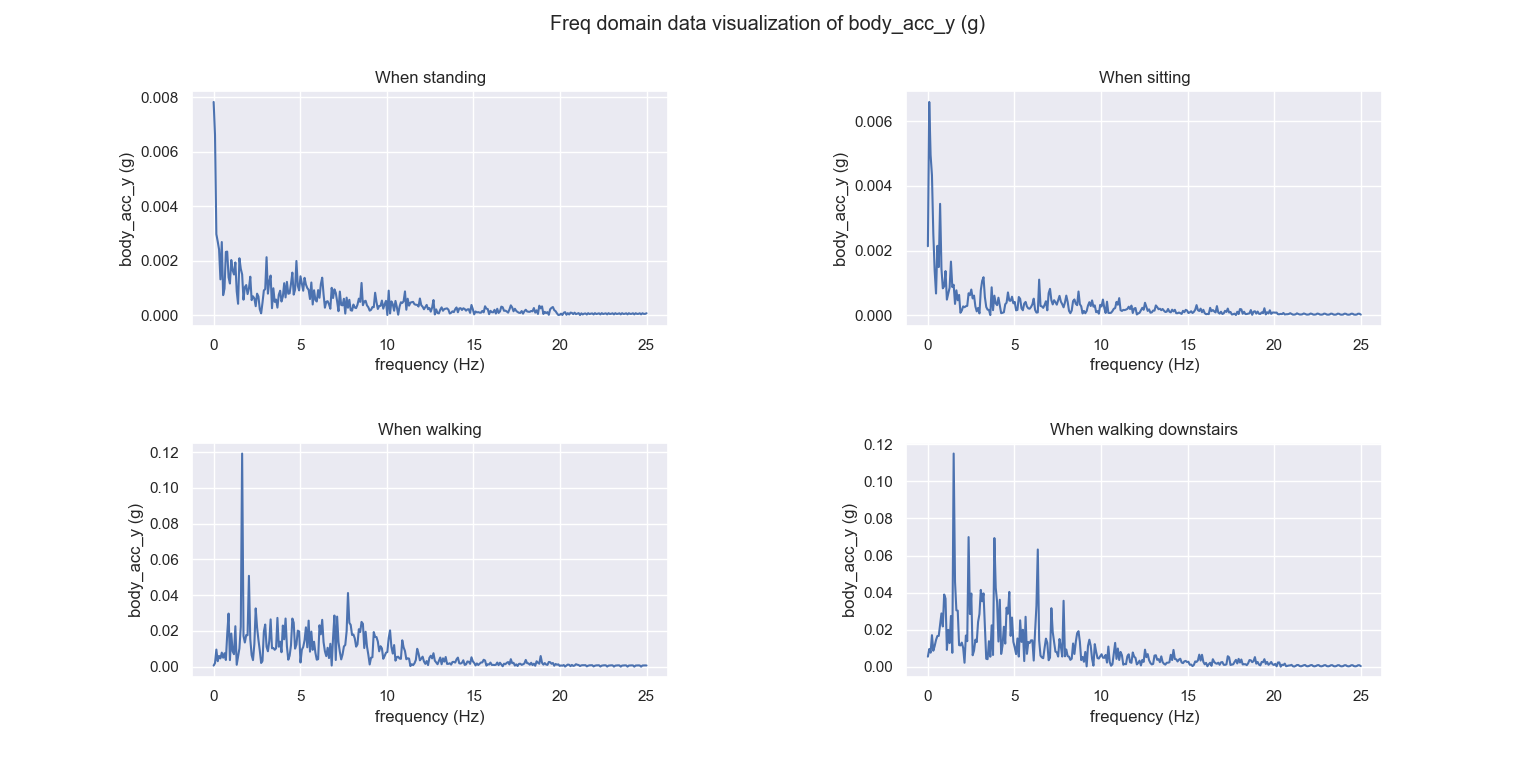 Freq domain data visualization of body_acc_y (g)
When standing
body_acc_y (g)
0.008
0.006
0.004
0.002
0.000
0 5 10 15 20 25
frequency (Hz)
When sitting
body_acc_y (g)
0.006
0.004
0.002
0.000
0 5 10 15 20 25
frequency (Hz)
When walking
body_acc_y (g)
0.12
0.10
0.08
0.06
0.04
0.02
0.00
0 5 10 15 20 25
frequency (Hz)
When walking downstairs
body_acc_y (g)
0.12
0.10
0.08
0.06
0.04
0.02
0.00
0 5 10 15 20 25
frequency (Hz)